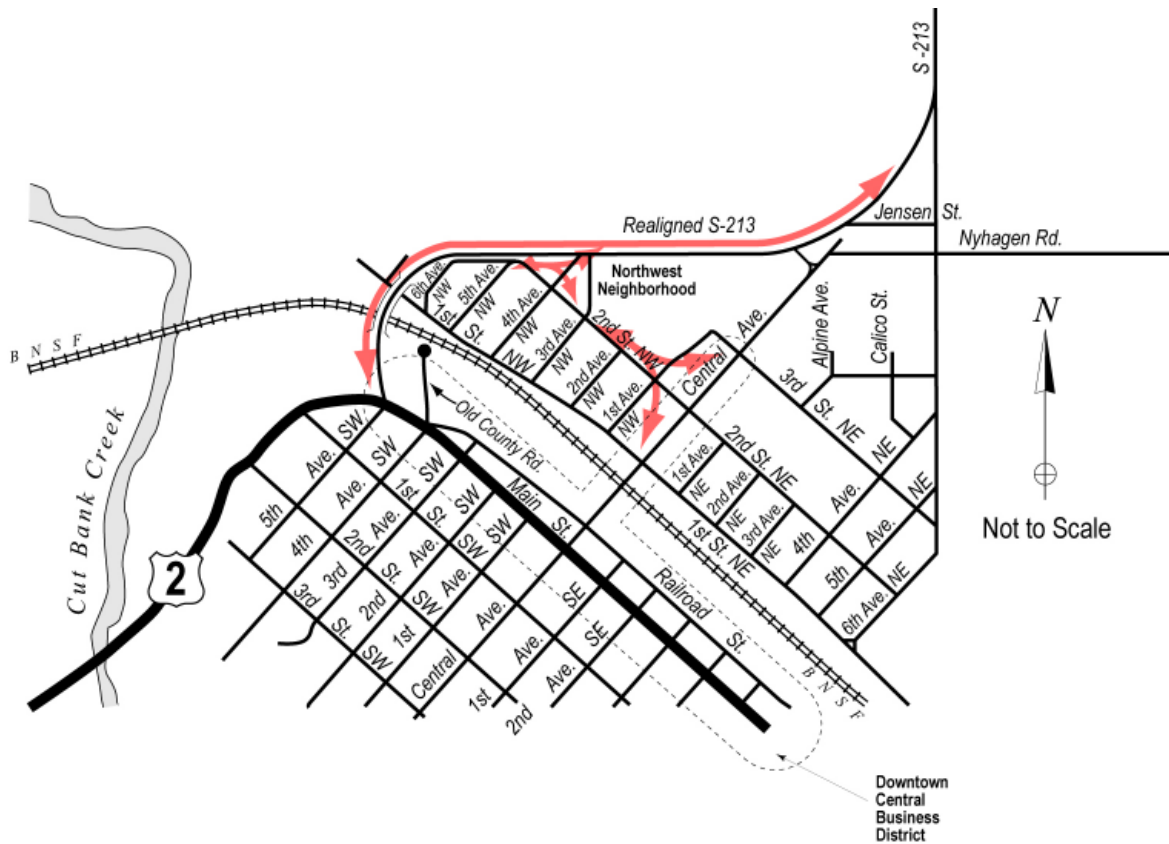 S -213
Realigned S-213
Jensen St.
Nyhagen Rd.
Northwest
Neighborhood
6th Ave.
NW
5th Ave.
NW
4th Ave.
NW
3rd Ave.
NW
2nd Ave.
NW
1st Ave.
NW
1st St. NW
2nd St. NW
Central Ave.
Alpine Ave.
Calico St.
3rd St. NE
2nd St. NE
1st St. NE
1st Ave.
NE
2nd Ave.
NE
3rd Ave.
NE
4th Ave. NE
5th Ave. NE
6th Ave. NE
B N S F
Cut Bank Creek
2
Old County Rd.
Main St.
Railroad St.
5th Ave. SW
4th Ave. SW
3rd Ave. SW
2nd Ave. SW
1st Ave. SW
1st St. SW
2nd St. SW
3rd St. SW
Central Ave.
1st Ave. SE
2nd Ave. SE
B N S F
N
Not to Scale
Downtown
Central
Business
District